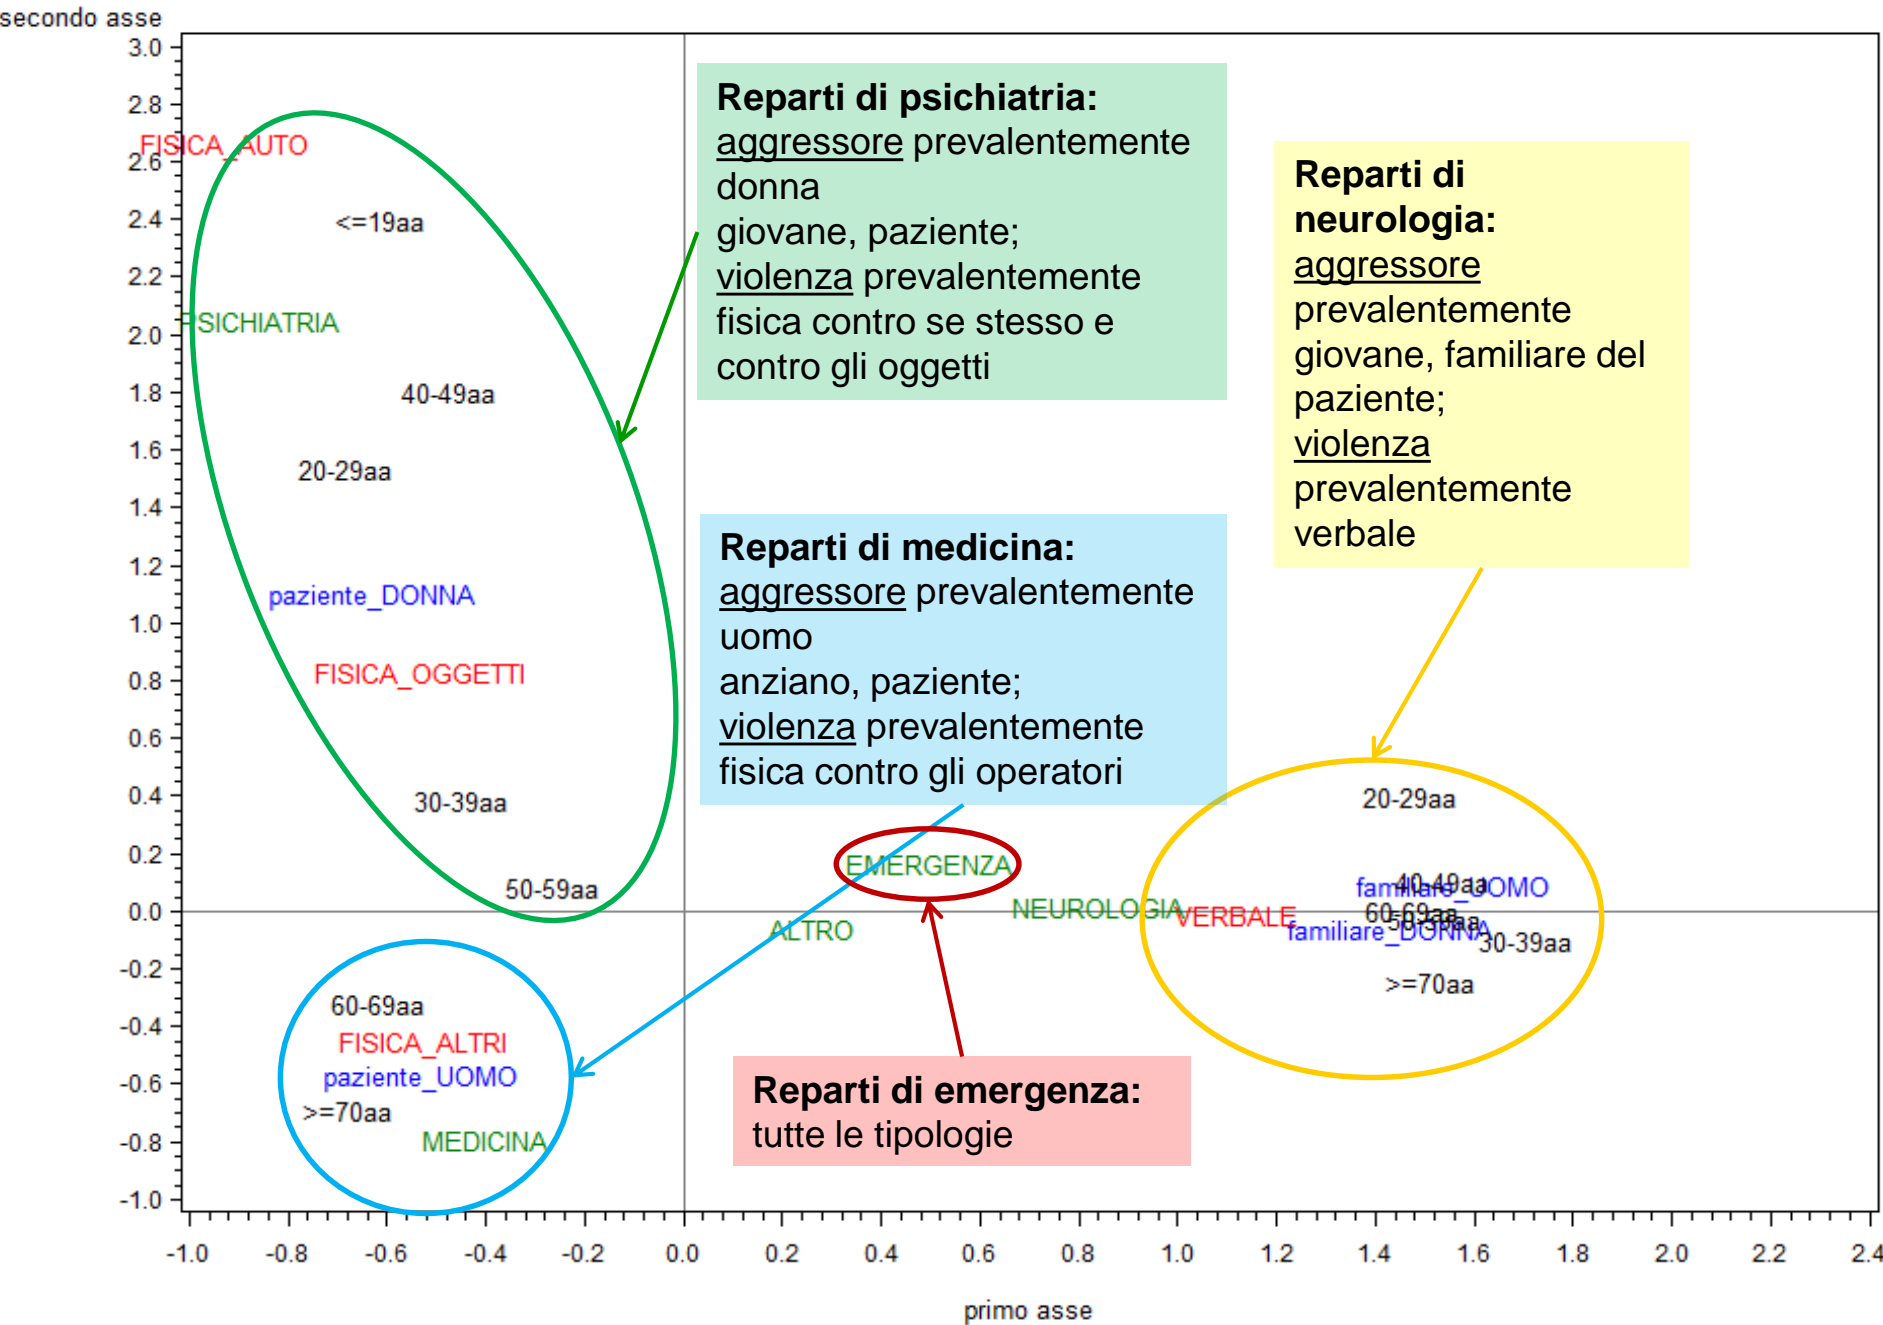 secondo asse
3.0
2.8
2.6
2.4
2.2
2.0
1.8
1.6
1.4
1.2
1.0
0.8
0.6
0.4
0.2
0.0
-0.2
-0.4
-0.6
-0.8
-1.0
FISICA_AUTO
<=19aa
PSICHIATRIA
40-49aa
20-29aa
paziente_DONNA
FISICA_OGGETTI
30-39aa
50-59aa
60-69aa
FISICA_ALTRI
paziente_UOMO
>=70aa
MEDICINA
Reparti di psichiatria:
aggressore prevalentemente
donna
giovane, paziente;
violenza prevalentemente
fisica contro se stesso e
contro gli oggetti
Reparti di medicina:
aggressore prevalentemente
uomo
anziano, paziente;
violenza prevalentemente
fisica contro gli operatori
Reparti di
neurologia:
aggressore
prevalentemente
giovane, familiare del
paziente;
violenza
prevalentemente
verbale
EMERGENZA
ALTRO
NEUROLOGIA
VERBALE
20-29aa
40-49aa
familiare_UOMO
60-69aa
50-59aa
familiare_DONNA
30-39aa
>=70aa
Reparti di emergenza:
tutte le tipologie
-1.0 -0.8 -0.6 -0.4 -0.2 0.0 0.2 0.4 0.6 0.8 1.0 1.2 1.4 1.6 1.8 2.0 2.2 2.4
primo asse